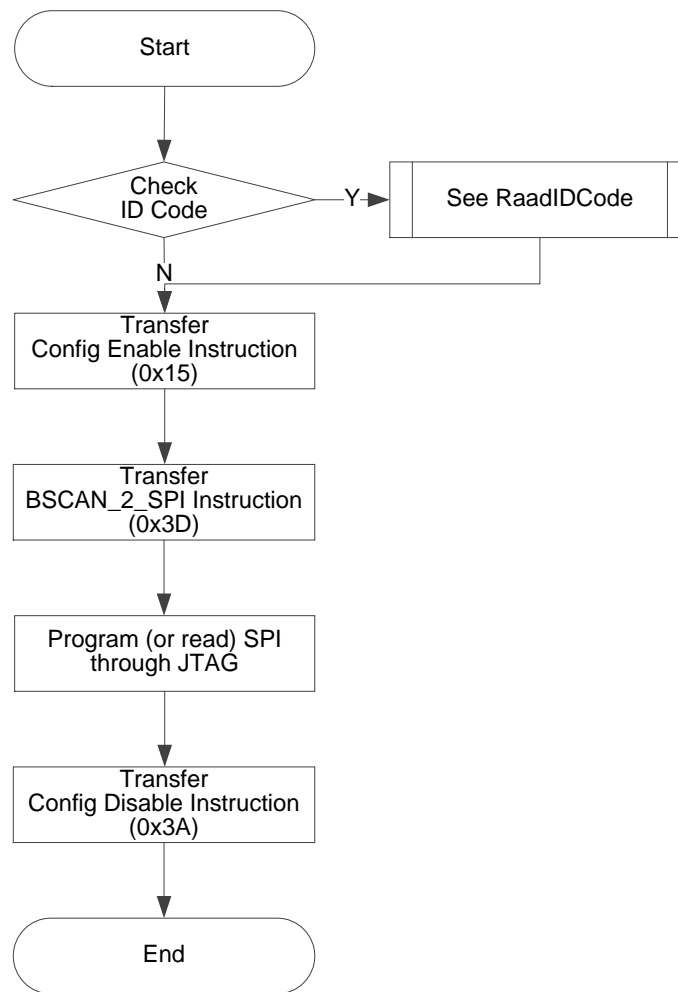 Start
Check
ID Code
Y
See RaadIDCode
N
Transfer
Config Enable Instruction
(0x15)
Transfer
BSCAN_2_SPI Instruction
(0x3D)
Program (or read) SPI
through JTAG
Transfer
Config Disable Instruction
(0x3A)
End